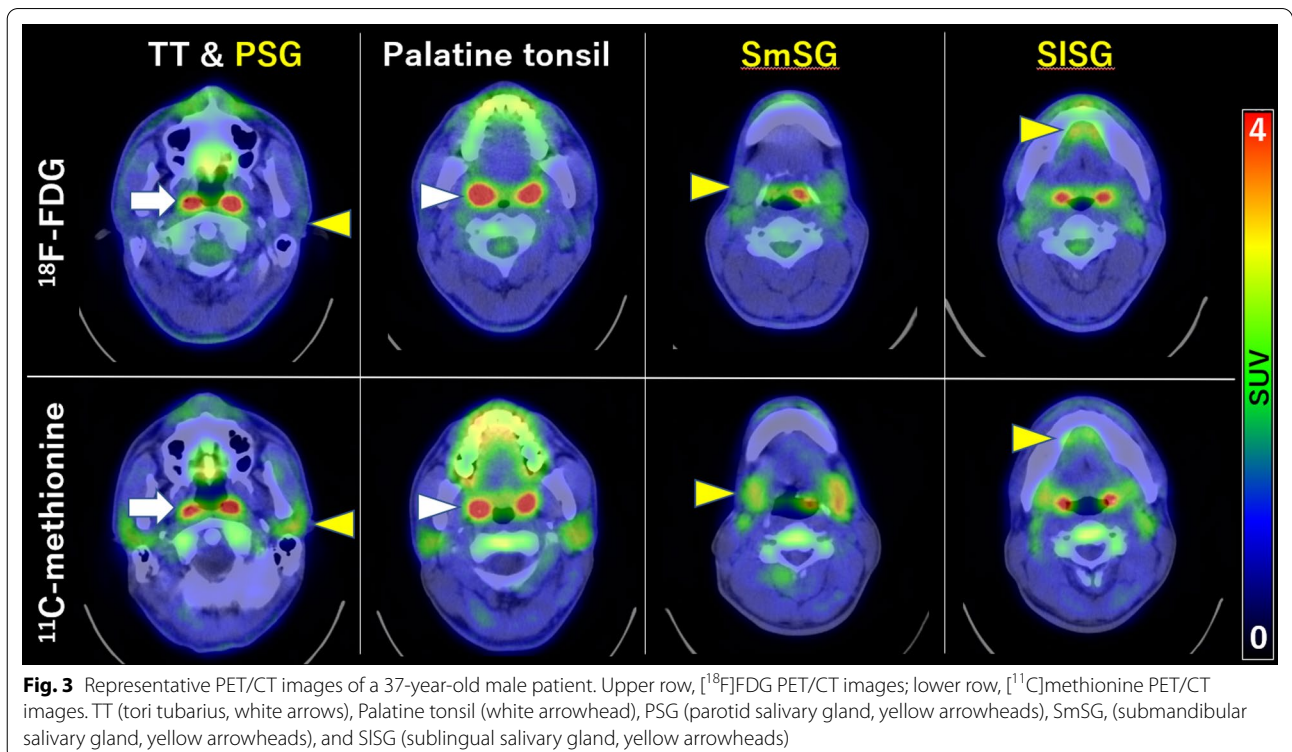 TT & PSG
Palatine tonsil
SmSG
SlSG
¹⁸F-FDG
¹¹C-methionine
4
SUV
0
Fig. 3 Representative PET/CT images of a 37-year-old male patient. Upper row, [¹⁸F]FDG PET/CT images; lower row, [¹¹C]methionine PET/CT
images. TT (tori tubarius, white arrows), Palatine tonsil (white arrowhead), PSG (parotid salivary gland, yellow arrowheads), SmSG, (submandibular
salivary gland, yellow arrowheads), and SlSG (sublingual salivary gland, yellow arrowheads)